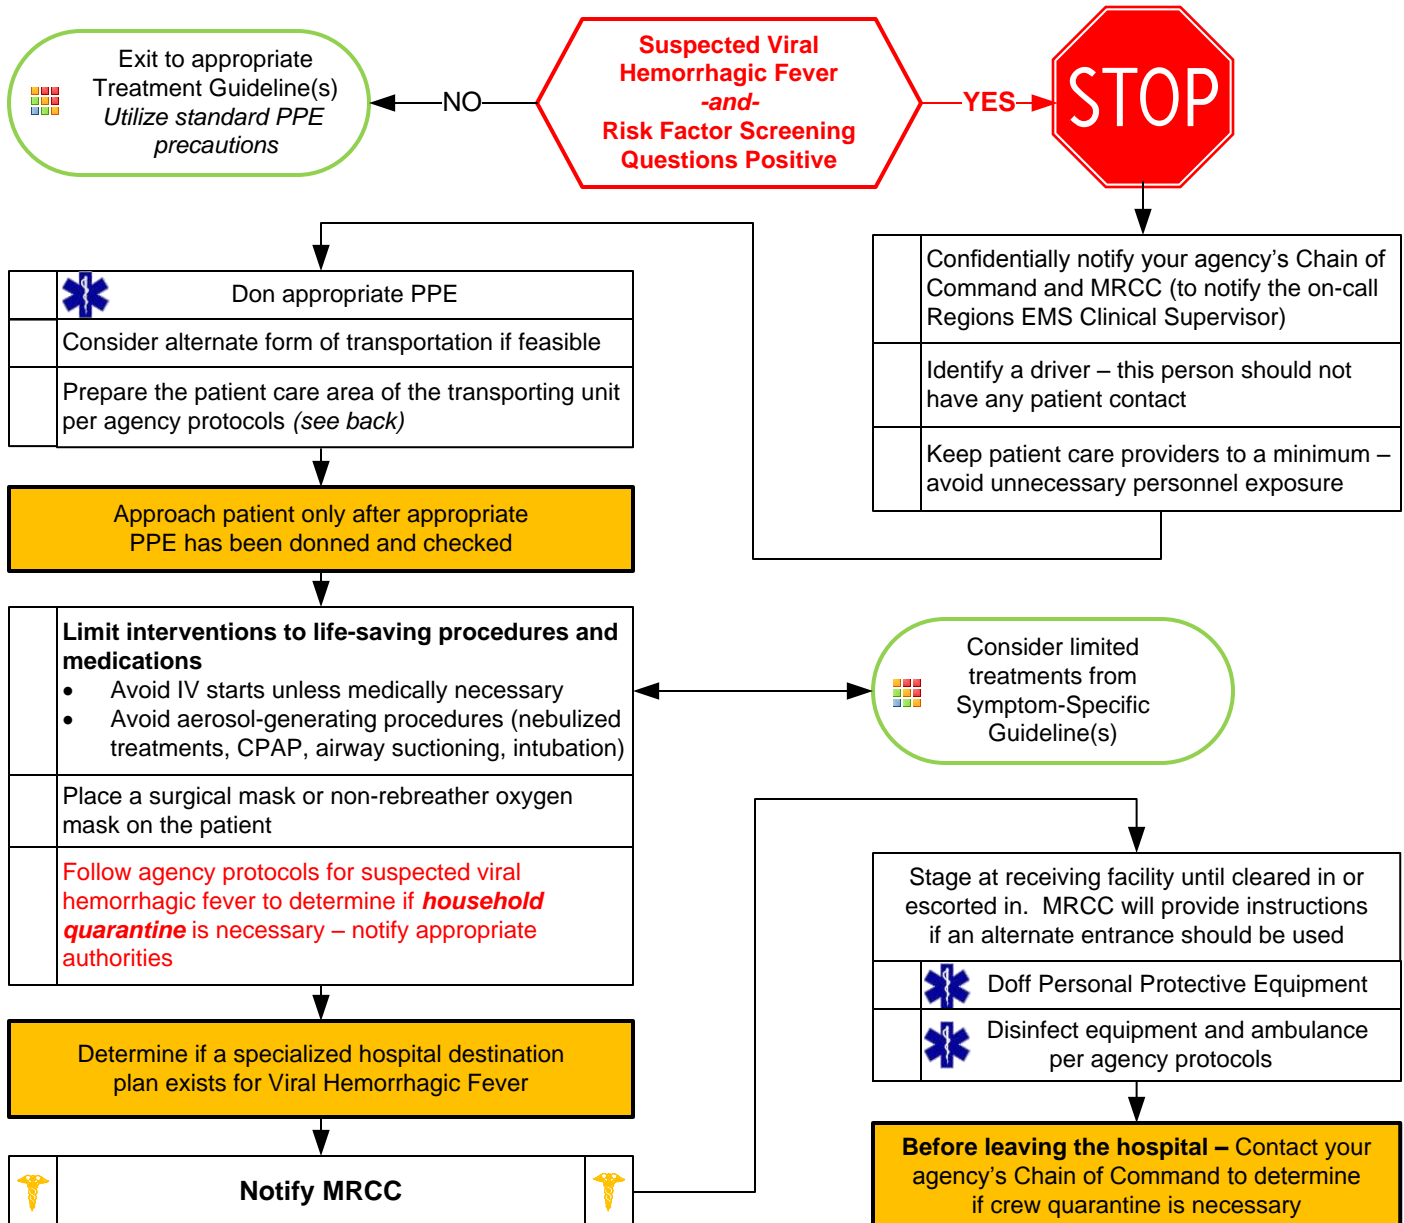 Exit to appropriate
Treatment Guideline(s)
Utilize standard PPE
precautions
NO
Suspected Viral
Hemorrhagic Fever
-and-
Risk Factor Screening
Questions Positive
YES
STOP
Confidentially notify your agency's Chain of
Command and MRCC (to notify the on-call
Regions EMS Clinical Supervisor)
Identify a driver – this person should not
have any patient contact
Keep patient care providers to a minimum –
avoid unnecessary personnel exposure
Don appropriate PPE
Consider alternate form of transportation if feasible
Prepare the patient care area of the transporting unit
per agency protocols (see back)
Approach patient only after appropriate
PPE has been donned and checked
Limit interventions to life-saving procedures and
medications
• Avoid IV starts unless medically necessary
• Avoid aerosol-generating procedures (nebulized
treatments, CPAP, airway suctioning, intubation)
Place a surgical mask or non-rebreather oxygen
mask on the patient
Follow agency protocols for suspected viral
hemorrhagic fever to determine if household
quarantine is necessary – notify appropriate
authorities
Consider limited
treatments from
Symptom-Specific
Guideline(s)
Determine if a specialized hospital destination
plan exists for Viral Hemorrhagic Fever
Notify MRCC
Stage at receiving facility until cleared in or
escorted in.  MRCC will provide instructions
if an alternate entrance should be used
Doff Personal Protective Equipment
Disinfect equipment and ambulance
per agency protocols
Before leaving the hospital – Contact your
agency's Chain of Command to determine
if crew quarantine is necessary